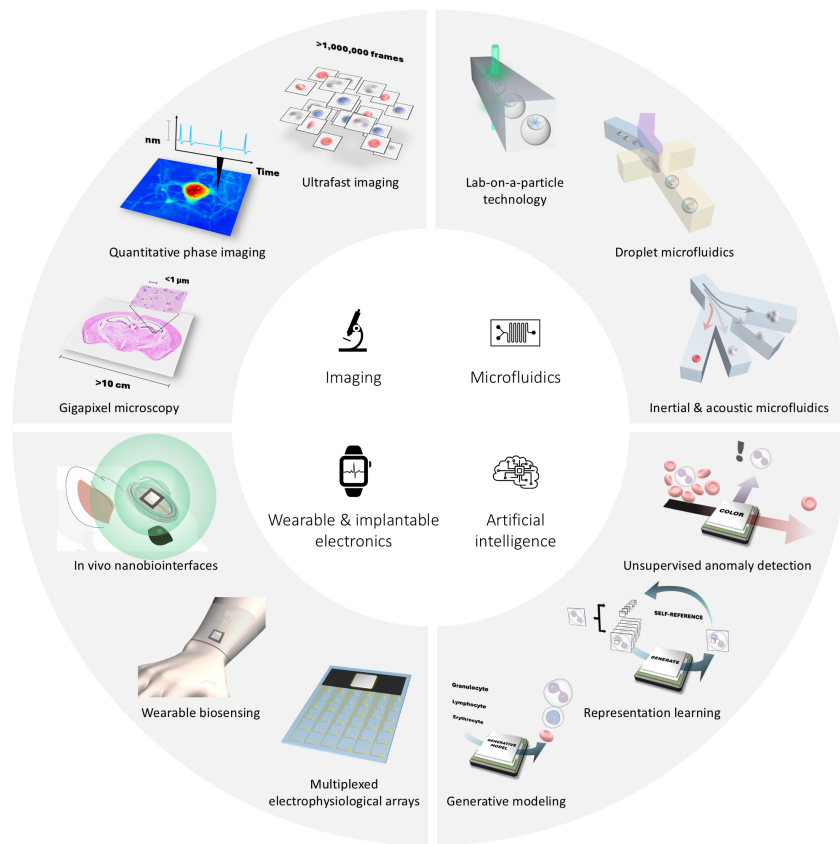 >1,000,000 frames
Ultrafast imaging
nm
Time
Quantitative phase imaging
<1 μm
>10 cm
Gigapixel microscopy
Lab-on-a-particle
technology
Droplet microfluidics
Inertial & acoustic microfluidics
Imaging
Microfluidics
Wearable & implantable
electronics
Artificial
intelligence
In vivo nanobiointerfaces
Wearable biosensing
Multiplexed
electrophysiological arrays
!
COLOR
Unsupervised anomaly detection
SELF-REFERENCE
GENERATE
Representation learning
Granulocyte
Lymphocyte
Erythrocyte
GENERATIVE
MODEL
Generative modeling